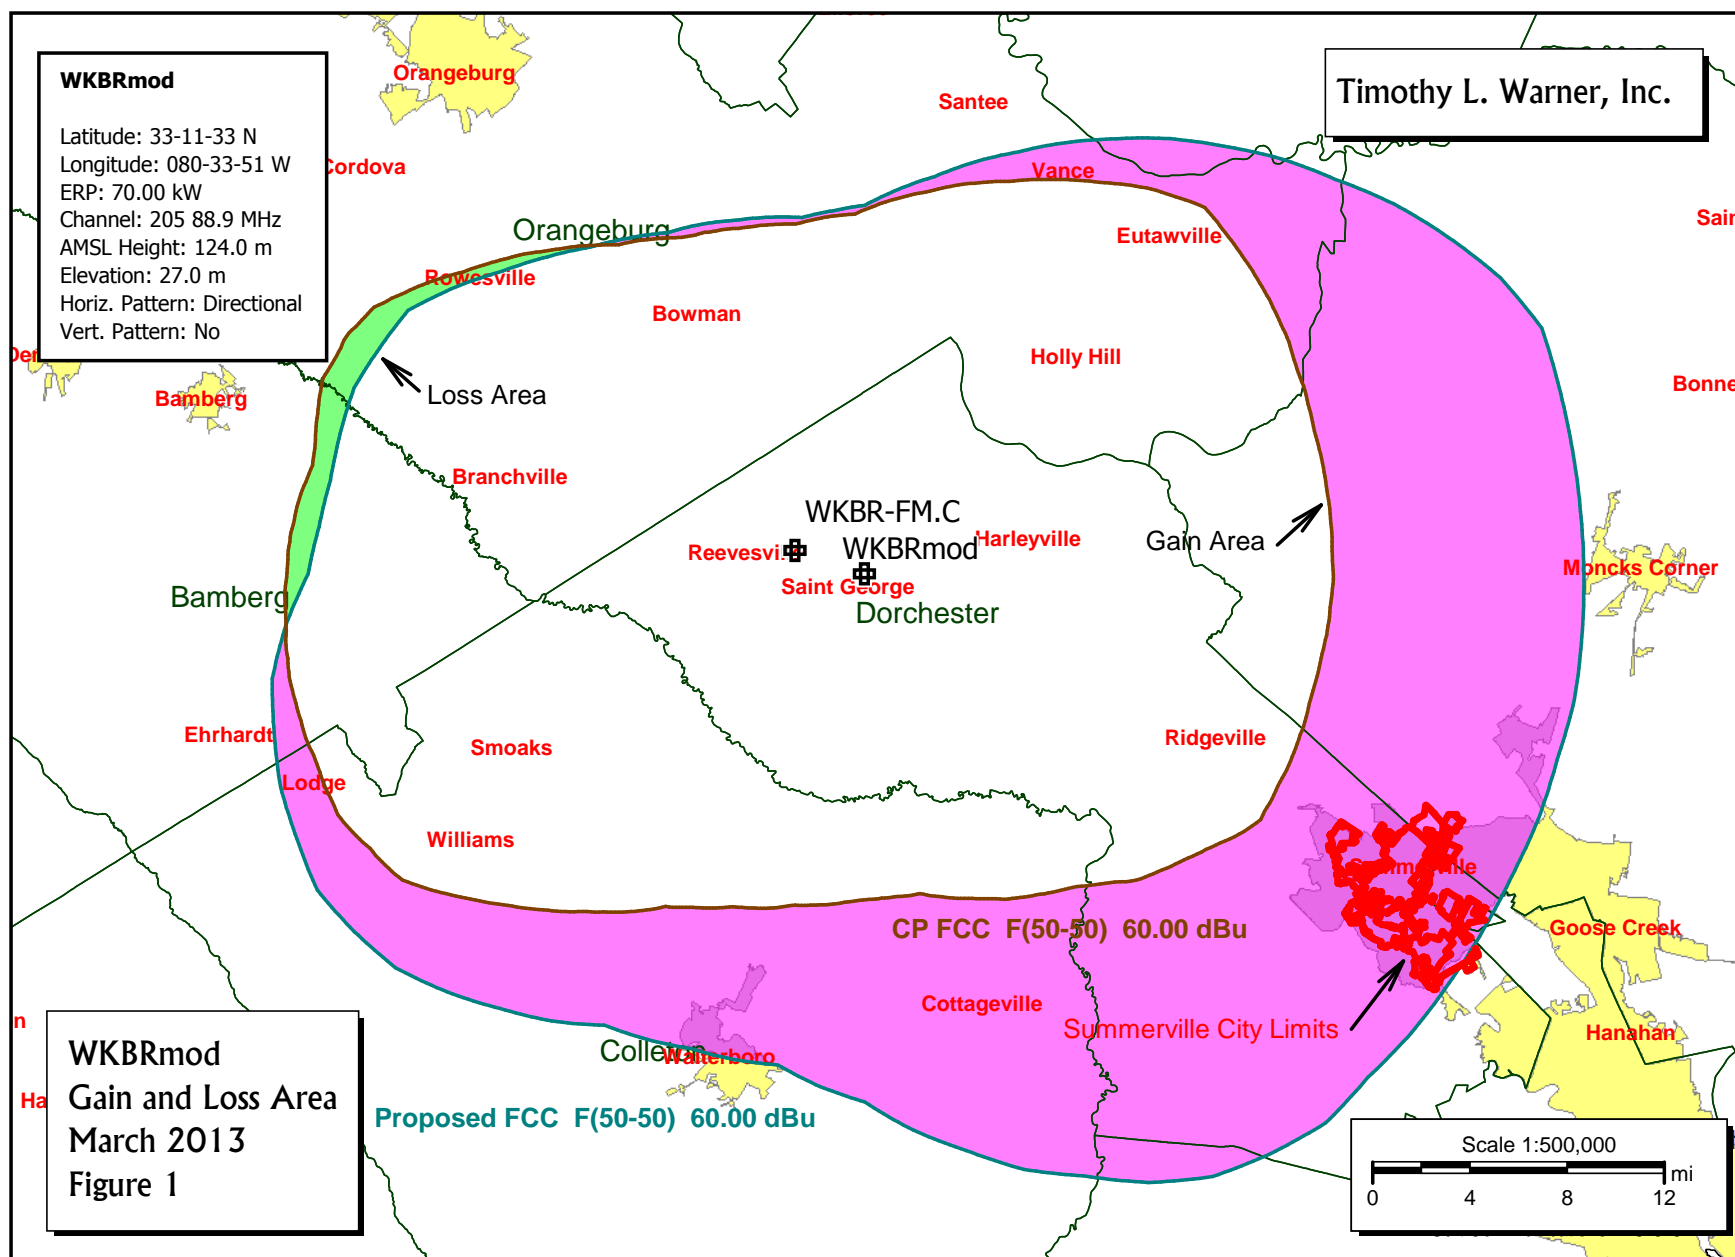 WKBRmod
Latitude: 33-11-33 N
Longitude: 080-33-51 W
ERP: 70.00 kW
Channel: 205 88.9 MHz
AMSL Height: 124.0 m
Elevation: 27.0 m
Horiz. Pattern: Directional
Vert. Pattern: No
Timothy L. Warner, Inc.
Orangeburg
Santee
Cordova
Vance
Orangeburg
Eutawville
Rowesville
Bowman
Holly Hill
Bamberg
Loss Area
Branchville
WKBR-FM.C
WKBRmod
Harleyville
Gain Area
Saint George
Dorchester
Moncks Corner
Bamberg
Ehrhardt
Smoaks
Ridgeville
Lodge
Williams
CP FCC F(50-50) 60.00 dBu
Goose Creek
Cottageville
Summerville City Limits
Hanahan
Walterboro
Proposed FCC F(50-50) 60.00 dBu
WKBRmod
Gain and Loss Area
March 2013
Figure 1
Scale 1:500,000
mi
0 4 8 12